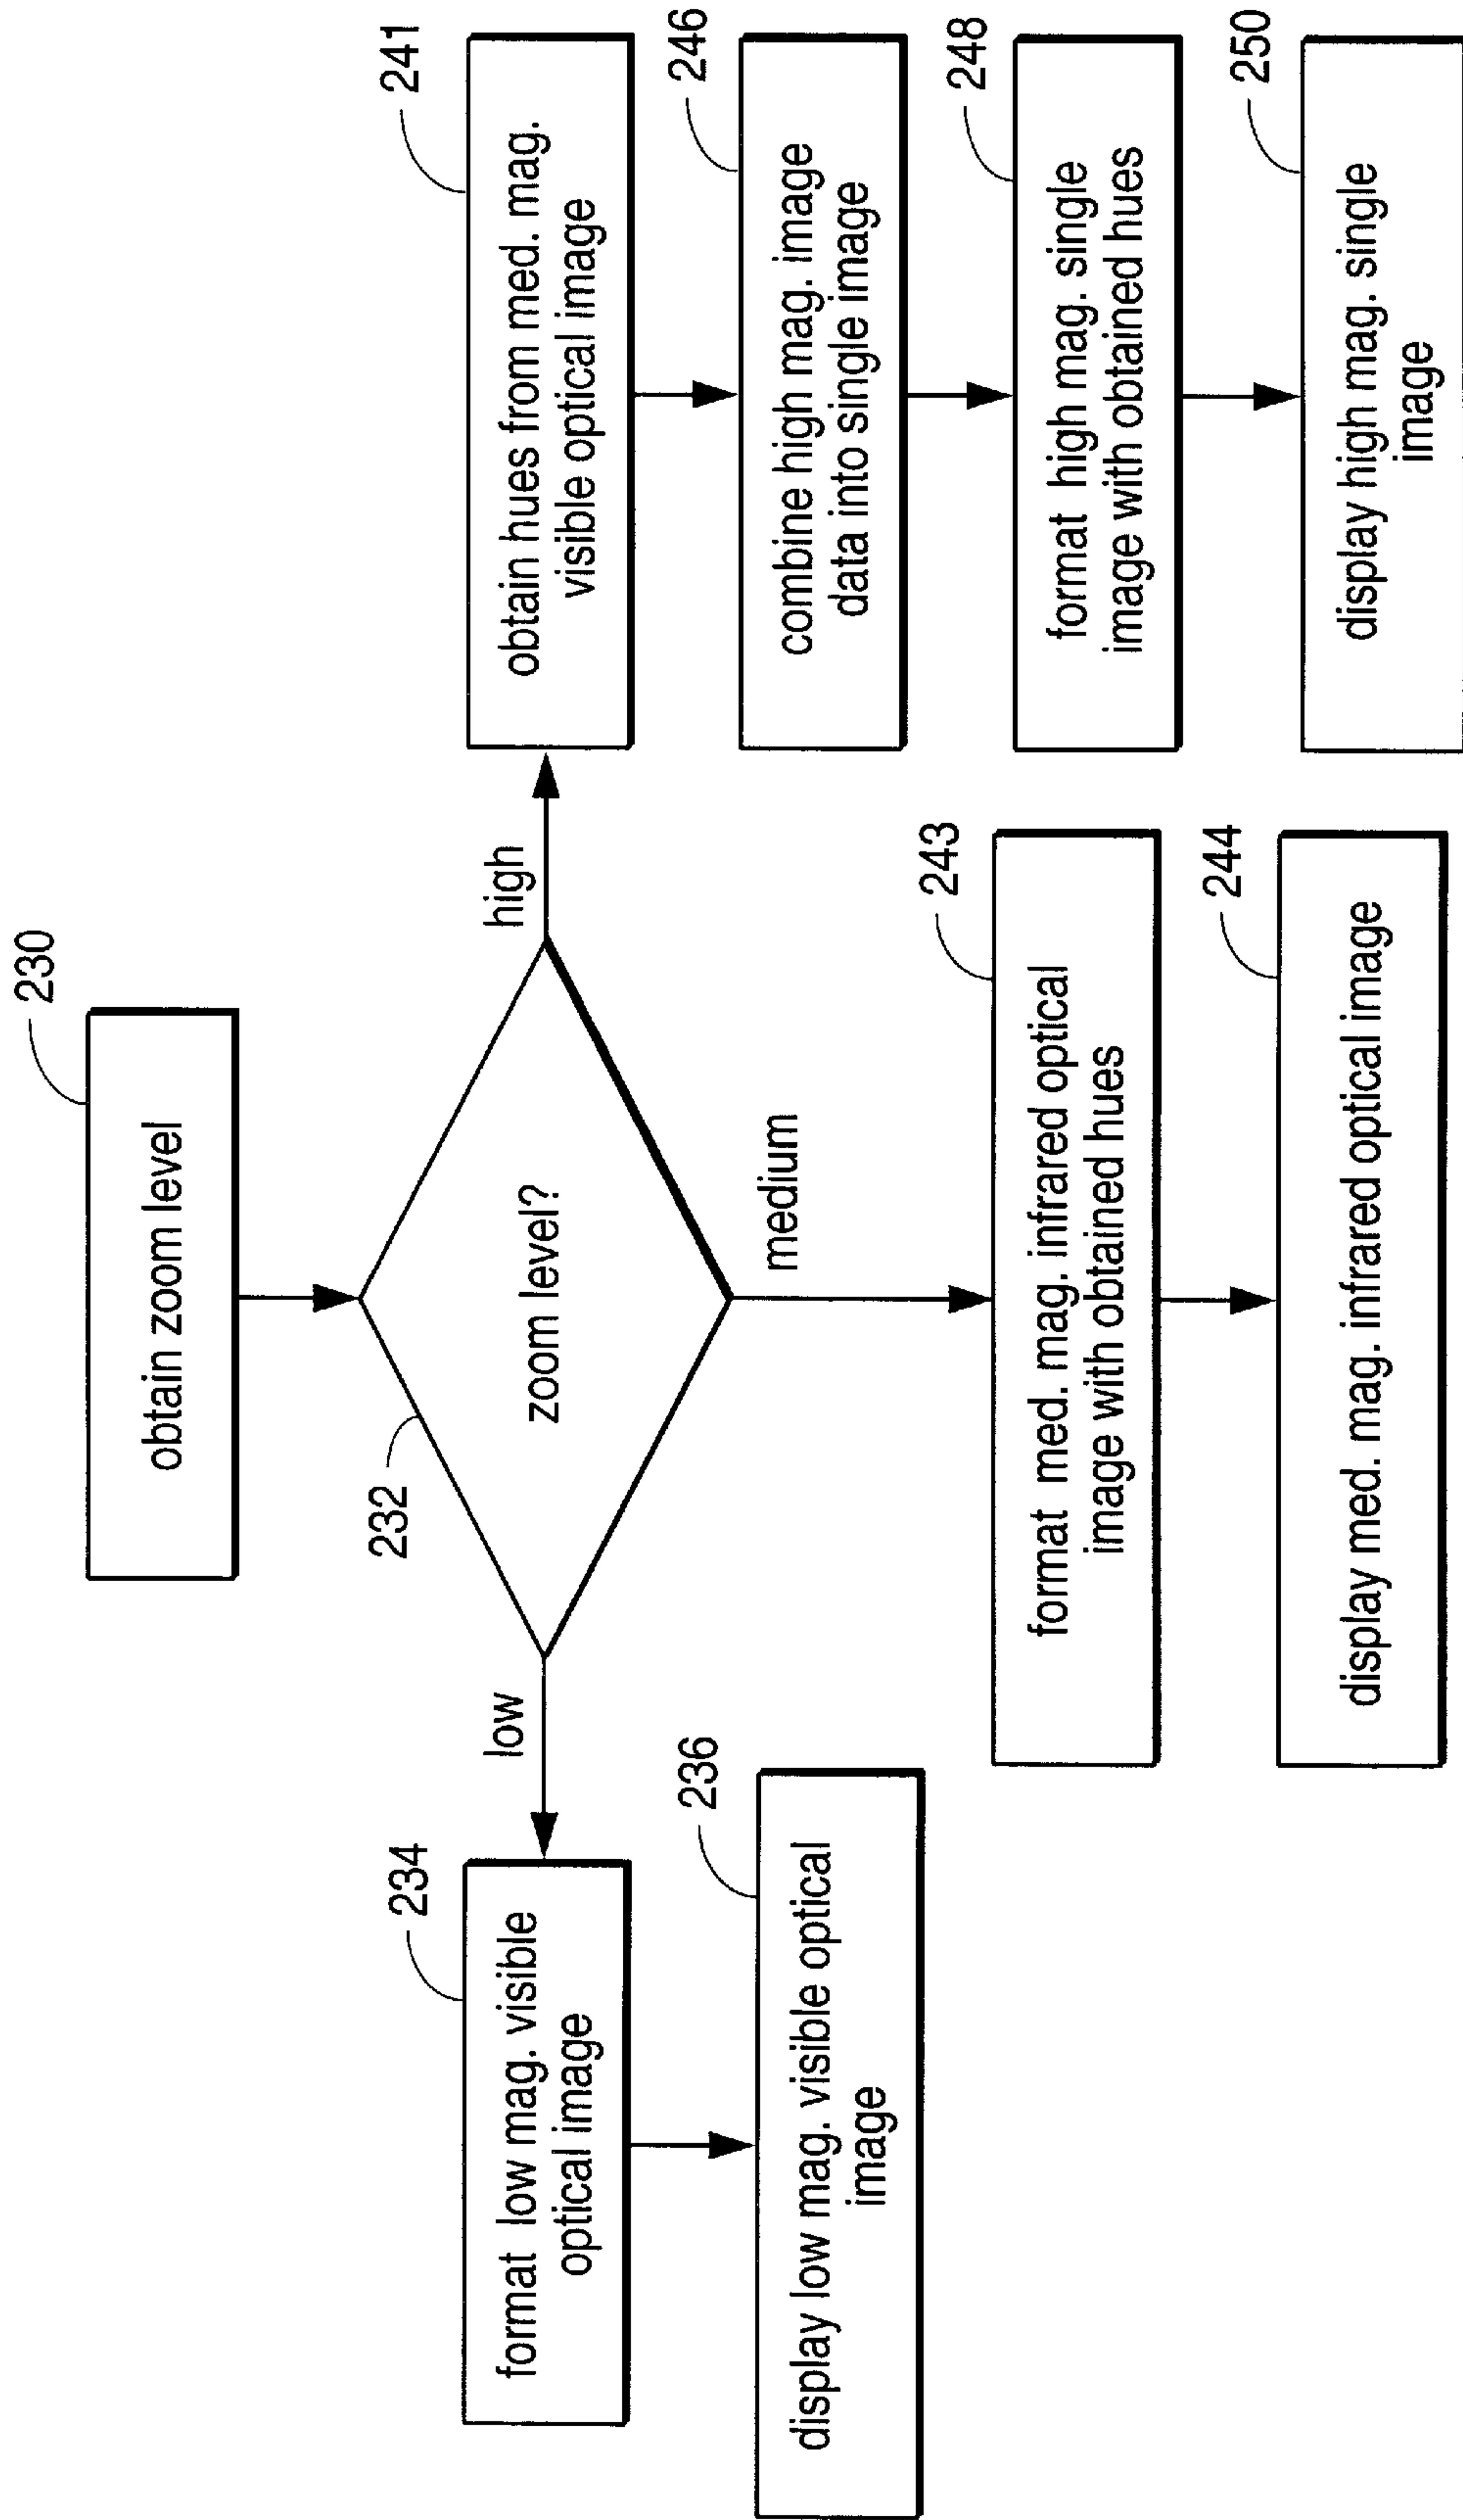 230
obtain zoom level
232
zoom level?
low
234
format low mag. visible
optical image
236
display low mag. visible optical
image
medium
243
format med. mag. infrared optical
image with obtained hues
244
display med. mag. infrared optical image
high
241
obtain hues from med. mag.
visible optical image
246
combine high mag. image
data into single image
248
format high mag. single
image with obtained hues
250
display high mag. single
image